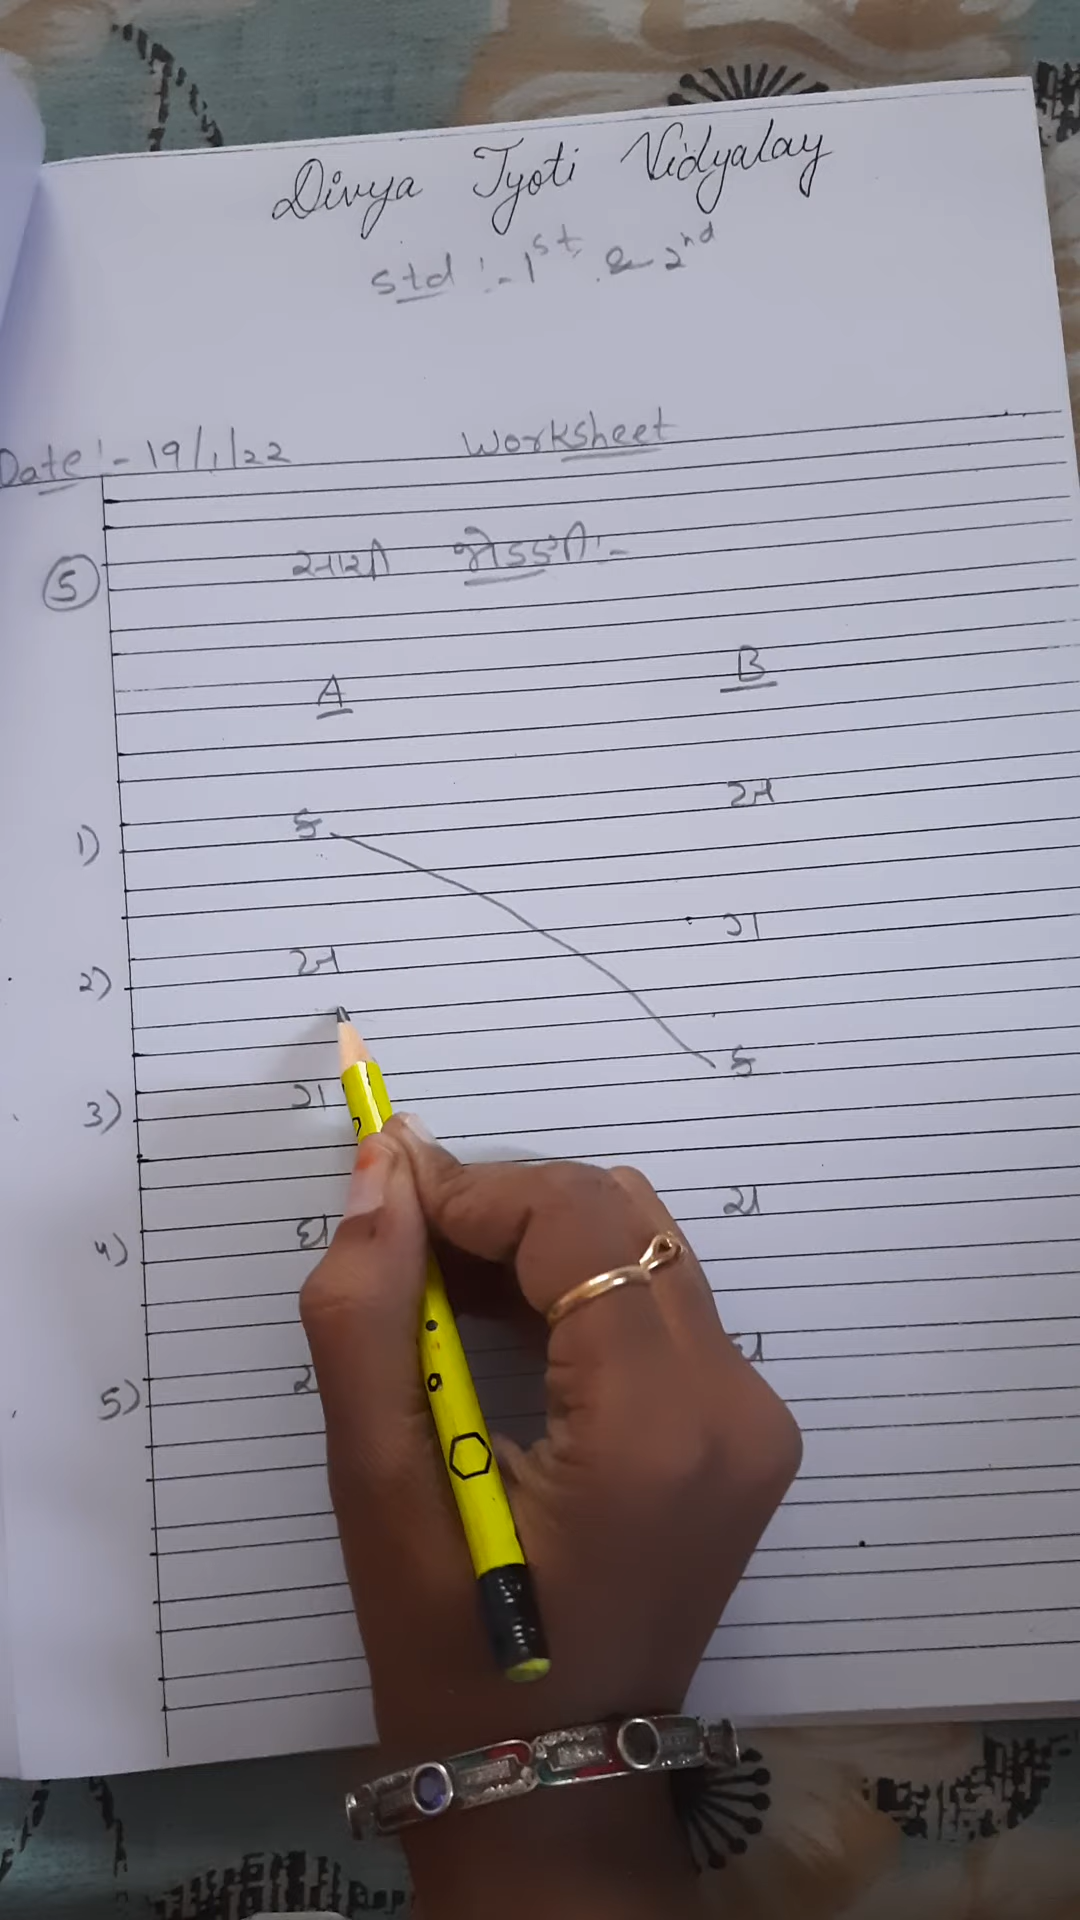 Divya Jyoti Vidyalay
Std :- 1st & 2nd
Date :- 19/1/22 Worksheet
5 સાચી જોડણી :-
A B
1) ક ખ
2) ખ ગ
3) ગ ક
4) ઘ
5)